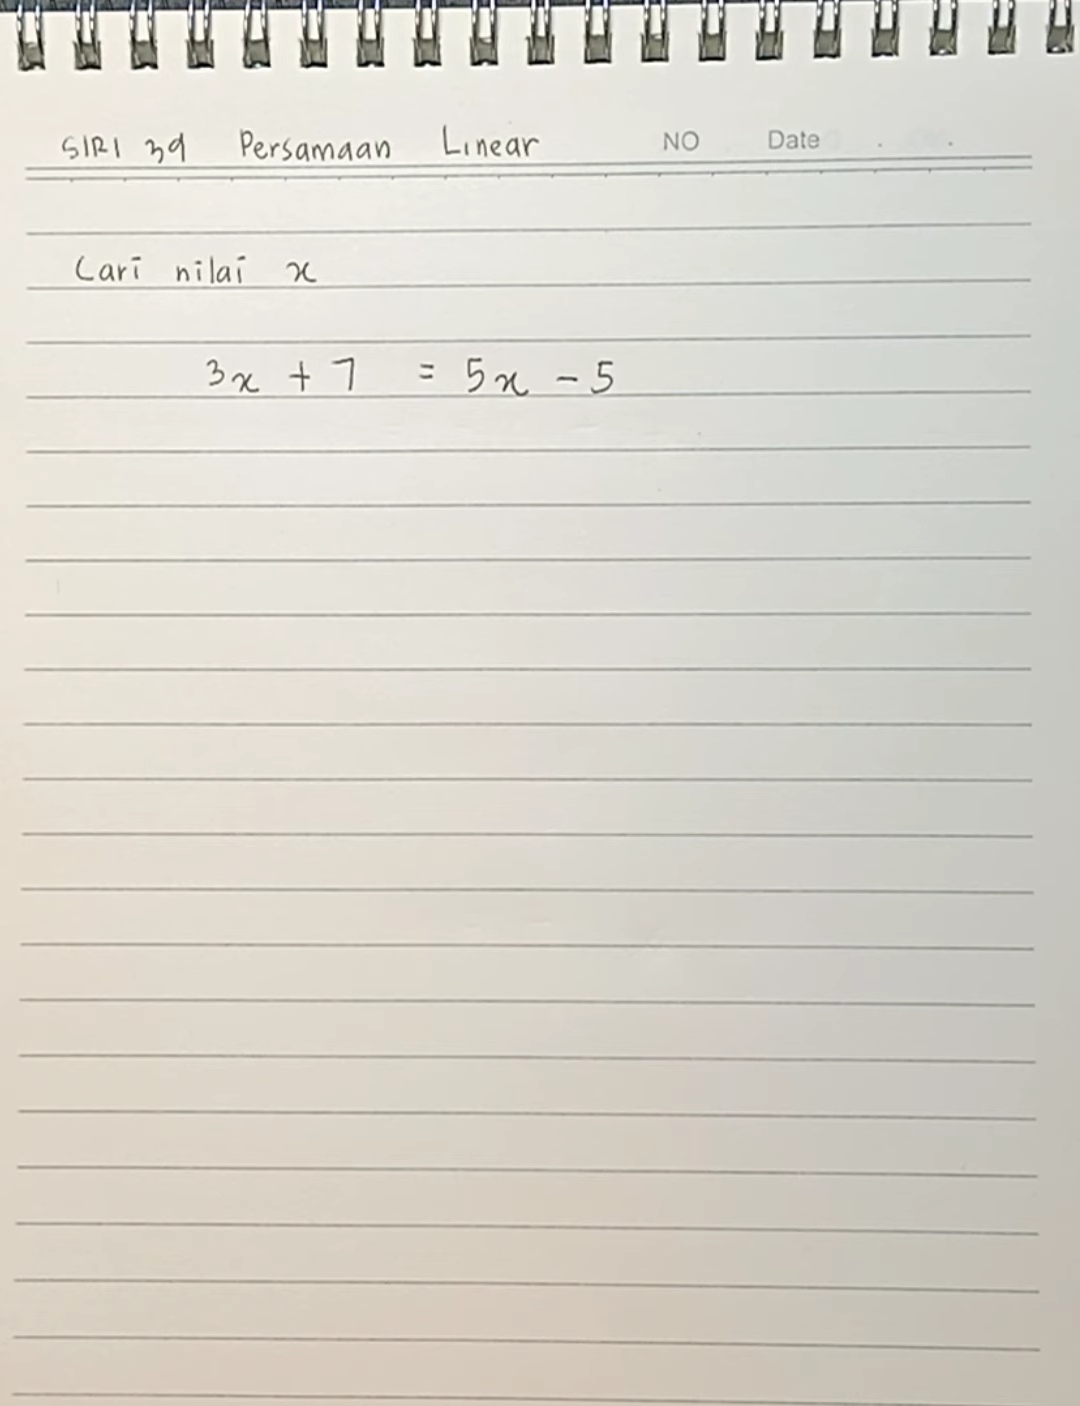 SIRI 39 Persamaan Linear NO Date
Cari nilai x
3x + 7 = 5x - 5